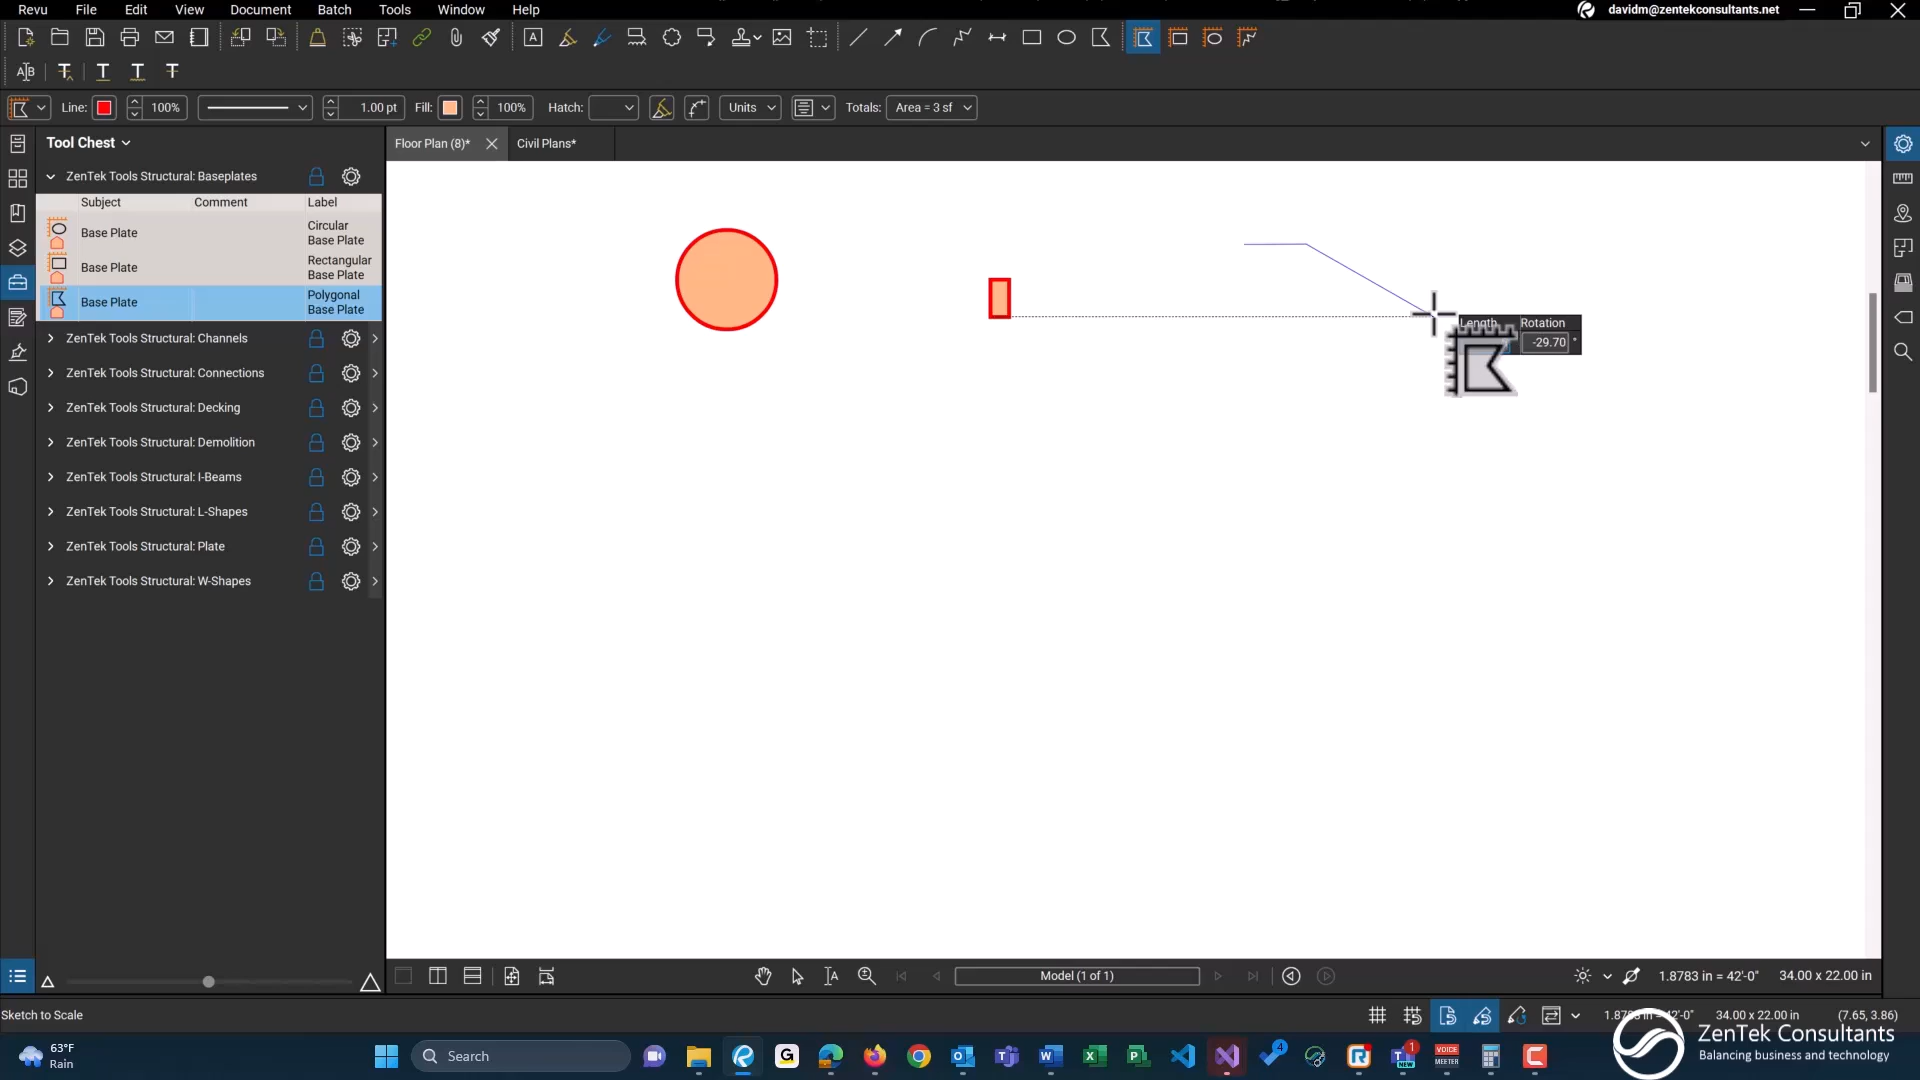 Revu File Edit View Document Batch Tools Window Help
davidm@zentekconsultants.net
Line: 100% 1.00 pt Fill: 100% Hatch: Units Totals: Area = 3 sf
Tool Chest
Floor Plan (8)* Civil Plans*
ZenTek Tools Structural: Baseplates
Subject Comment Label
Base Plate Circular Base Plate
Base Plate Rectangular Base Plate
Base Plate Polygonal Base Plate
ZenTek Tools Structural: Channels
ZenTek Tools Structural: Connections
ZenTek Tools Structural: Decking
ZenTek Tools Structural: Demolition
ZenTek Tools Structural: I-Beams
ZenTek Tools Structural: L-Shapes
ZenTek Tools Structural: Plate
ZenTek Tools Structural: W-Shapes
Length Rotation
-29.70 °
Model (1 of 1)
1.8783 in = 42'-0" 34.00 x 22.00 in
Sketch to Scale
34.00 x 22.00 in (7.65, 3.86)
63°F
Rain
Search
4
1
VOICE
MEETER
ZenTek Consultants
Balancing business and technology